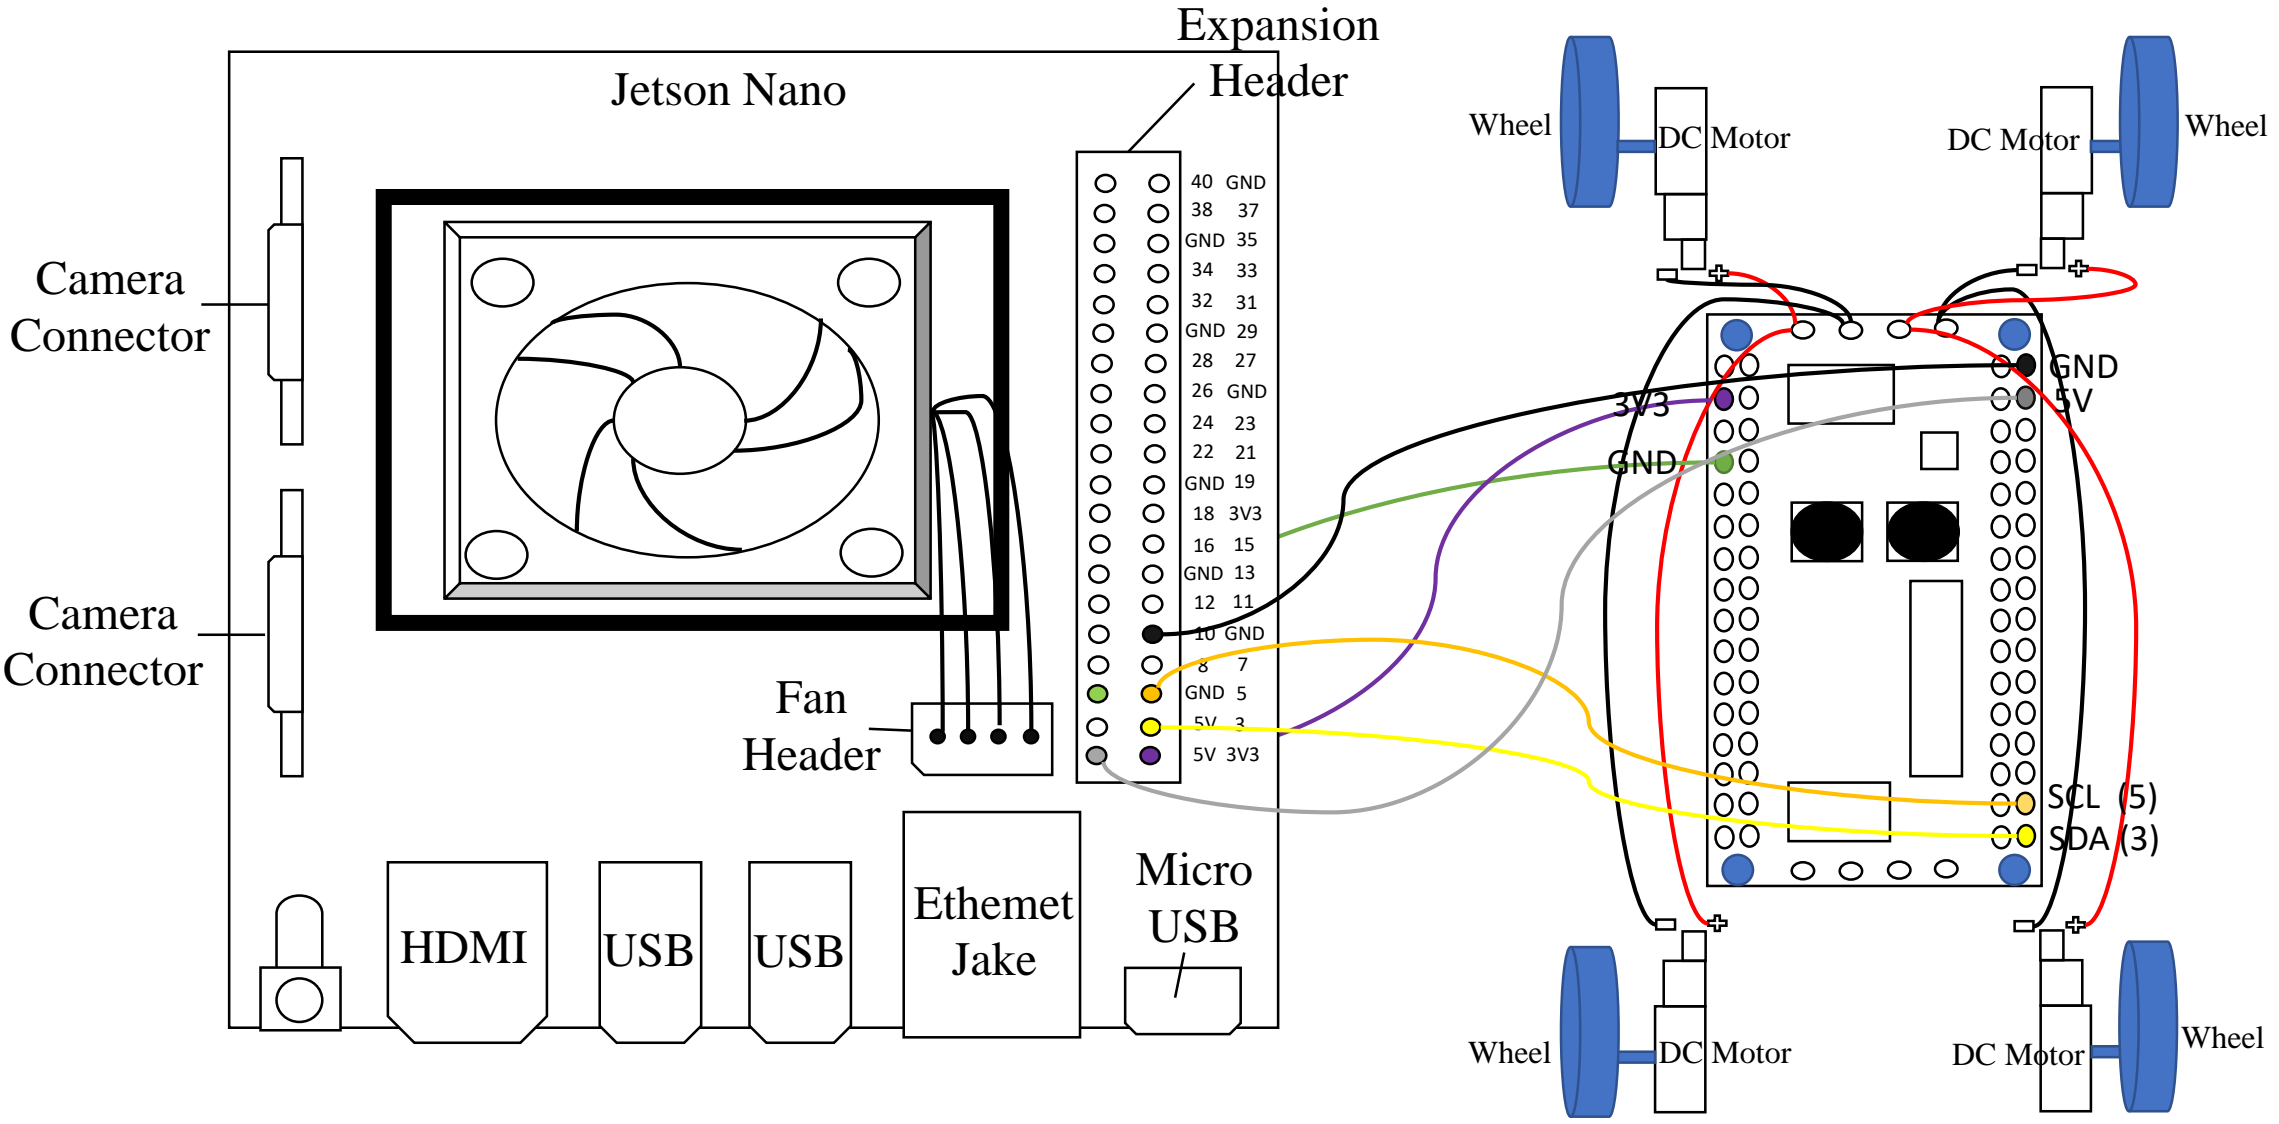 Expansion
Header
Jetson Nano
Camera
Connector
Camera
Connector
40 GND
38 37
GND 35
34 33
32 31
GND 29
28 27
26 GND
24 23
22 21
GND 19
18 3V3
16 15
GND 13
12 11
10 GND
8 7
GND 5
5V 3
5V 3V3
Fan
Header
HDMI
USB
USB
Ethemet
Jake
Micro
USB
Wheel
DC Motor
DC Motor
Wheel
3V3
GND
GND
5V
SCL (5)
SDA (3)
Wheel
DC Motor
DC Motor
Wheel